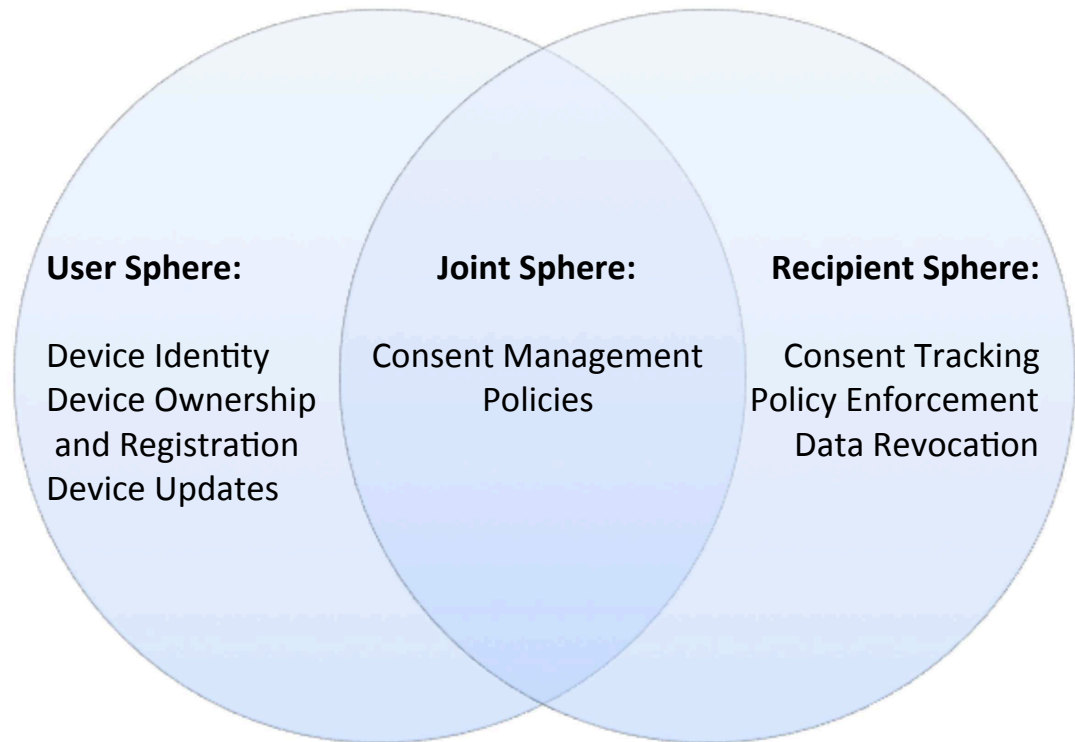 User Sphere:
Device Identity
Device Ownership
and Registration
Device Updates
Joint Sphere:
Consent Management
Policies
Recipient Sphere:
Consent Tracking
Policy Enforcement
Data Revocation